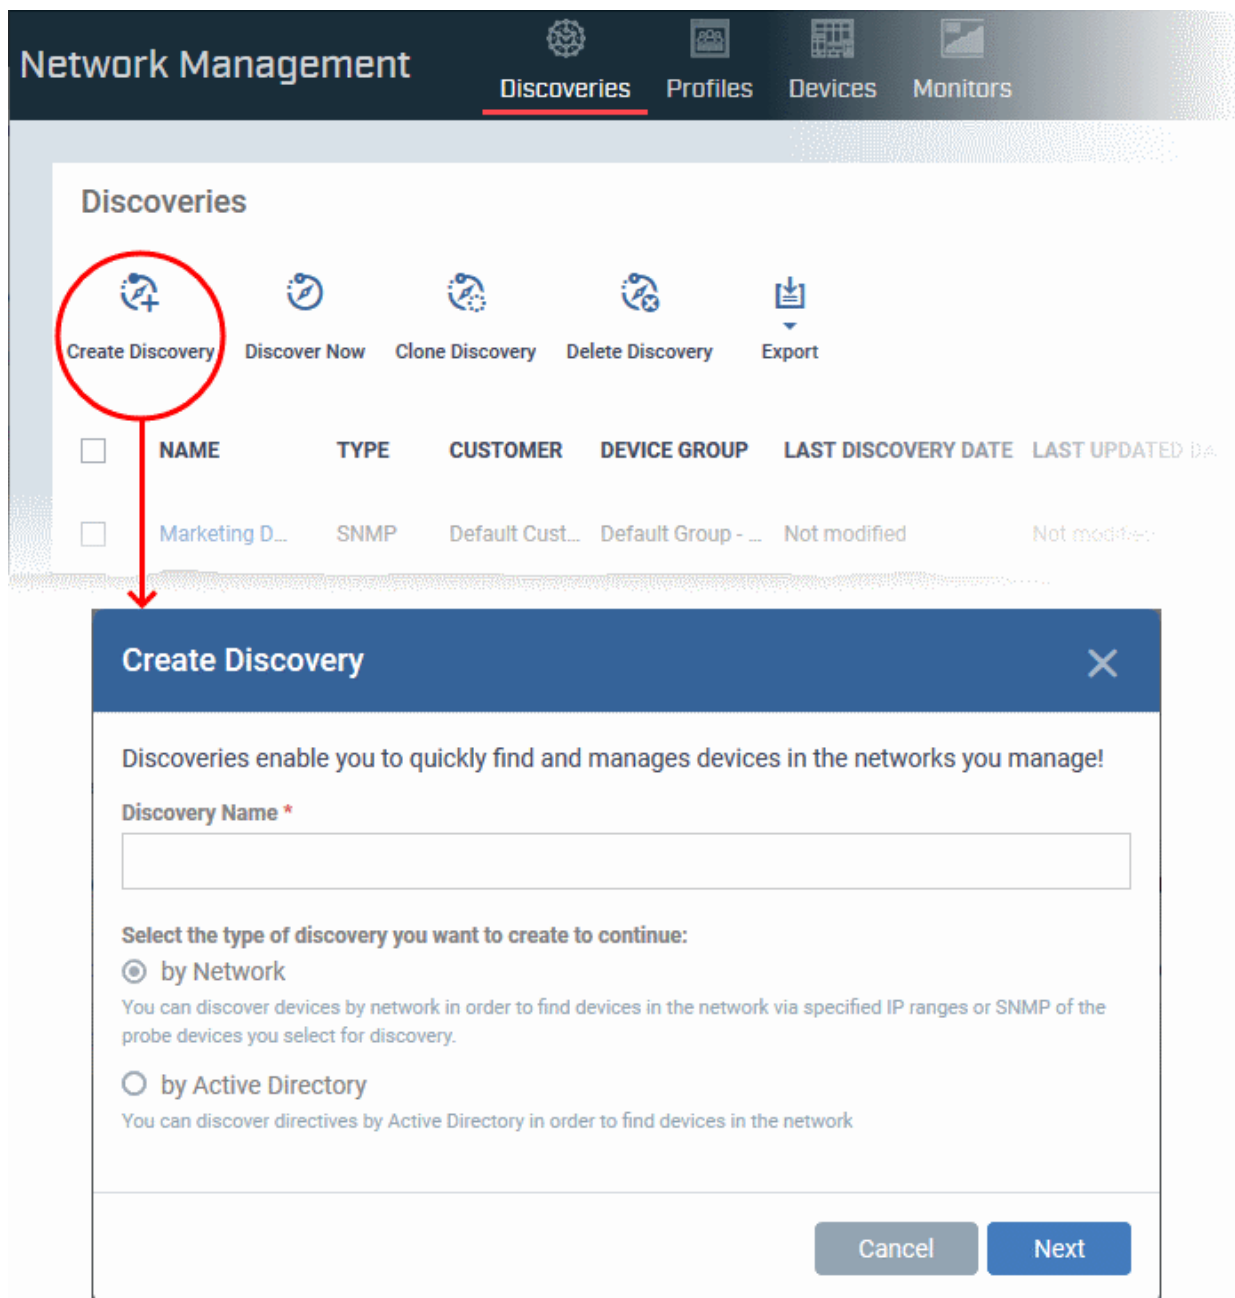 Network Management
Discoveries Profiles Devices Monitors
Discoveries
Create Discovery Discover Now Clone Discovery Delete Discovery Export
NAME TYPE CUSTOMER DEVICE GROUP LAST DISCOVERY DATE LAST UPDATED DA
Marketing D... SNMP Default Cust... Default Group - ... Not modified Not modified
Create Discovery
Discoveries enable you to quickly find and manages devices in the networks you manage!
Discovery Name *
Select the type of discovery you want to create to continue:
by Network
You can discover devices by network in order to find devices in the network via specified IP ranges or SNMP of the
probe devices you select for discovery.
by Active Directory
You can discover directives by Active Directory in order to find devices in the network
Cancel Next